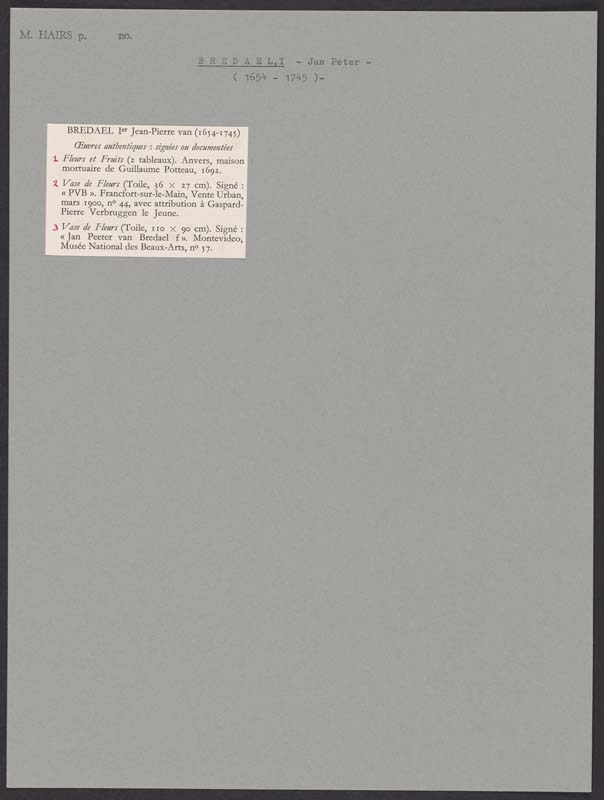 M. HAIRS p. no.
BREDAEL,I - Jan Peter -
( 1654 - 1745 )-
BREDAEL Ier Jean-Pierre van (1654-1745)
Œuvres authentiques : signées ou documentées
1 Fleurs et Fruits (2 tableaux). Anvers, maison
mortuaire de Guillaume Potteau, 1692.
2 Vase de Fleurs (Toile, 36 × 27 cm). Signé :
« PVB ». Francfort-sur-le-Main, Vente Urban,
mars 1900, nº 44, avec attribution à Gaspard-
Pierre Verbruggen le Jeune.
3 Vase de Fleurs (Toile, 110 × 90 cm). Signé :
« Jan Peeter van Bredael f ». Montevideo,
Musée National des Beaux-Arts, nº 57.